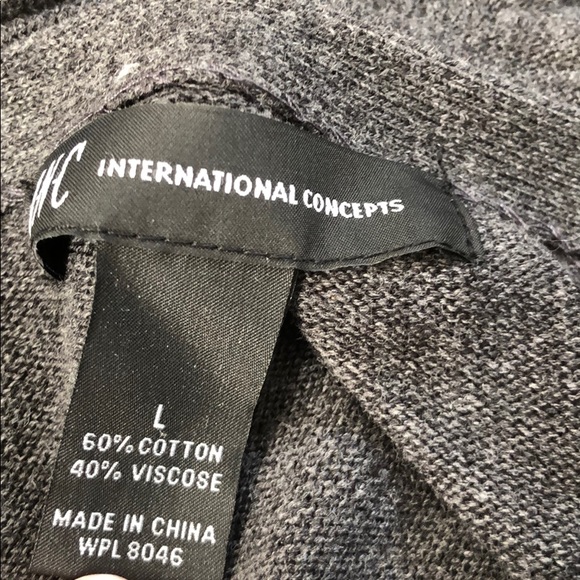 INTERNATIONAL CONCEPTS
L
60% COTTON
40% VISCOSE
MADE IN CHINA
WPL 8046